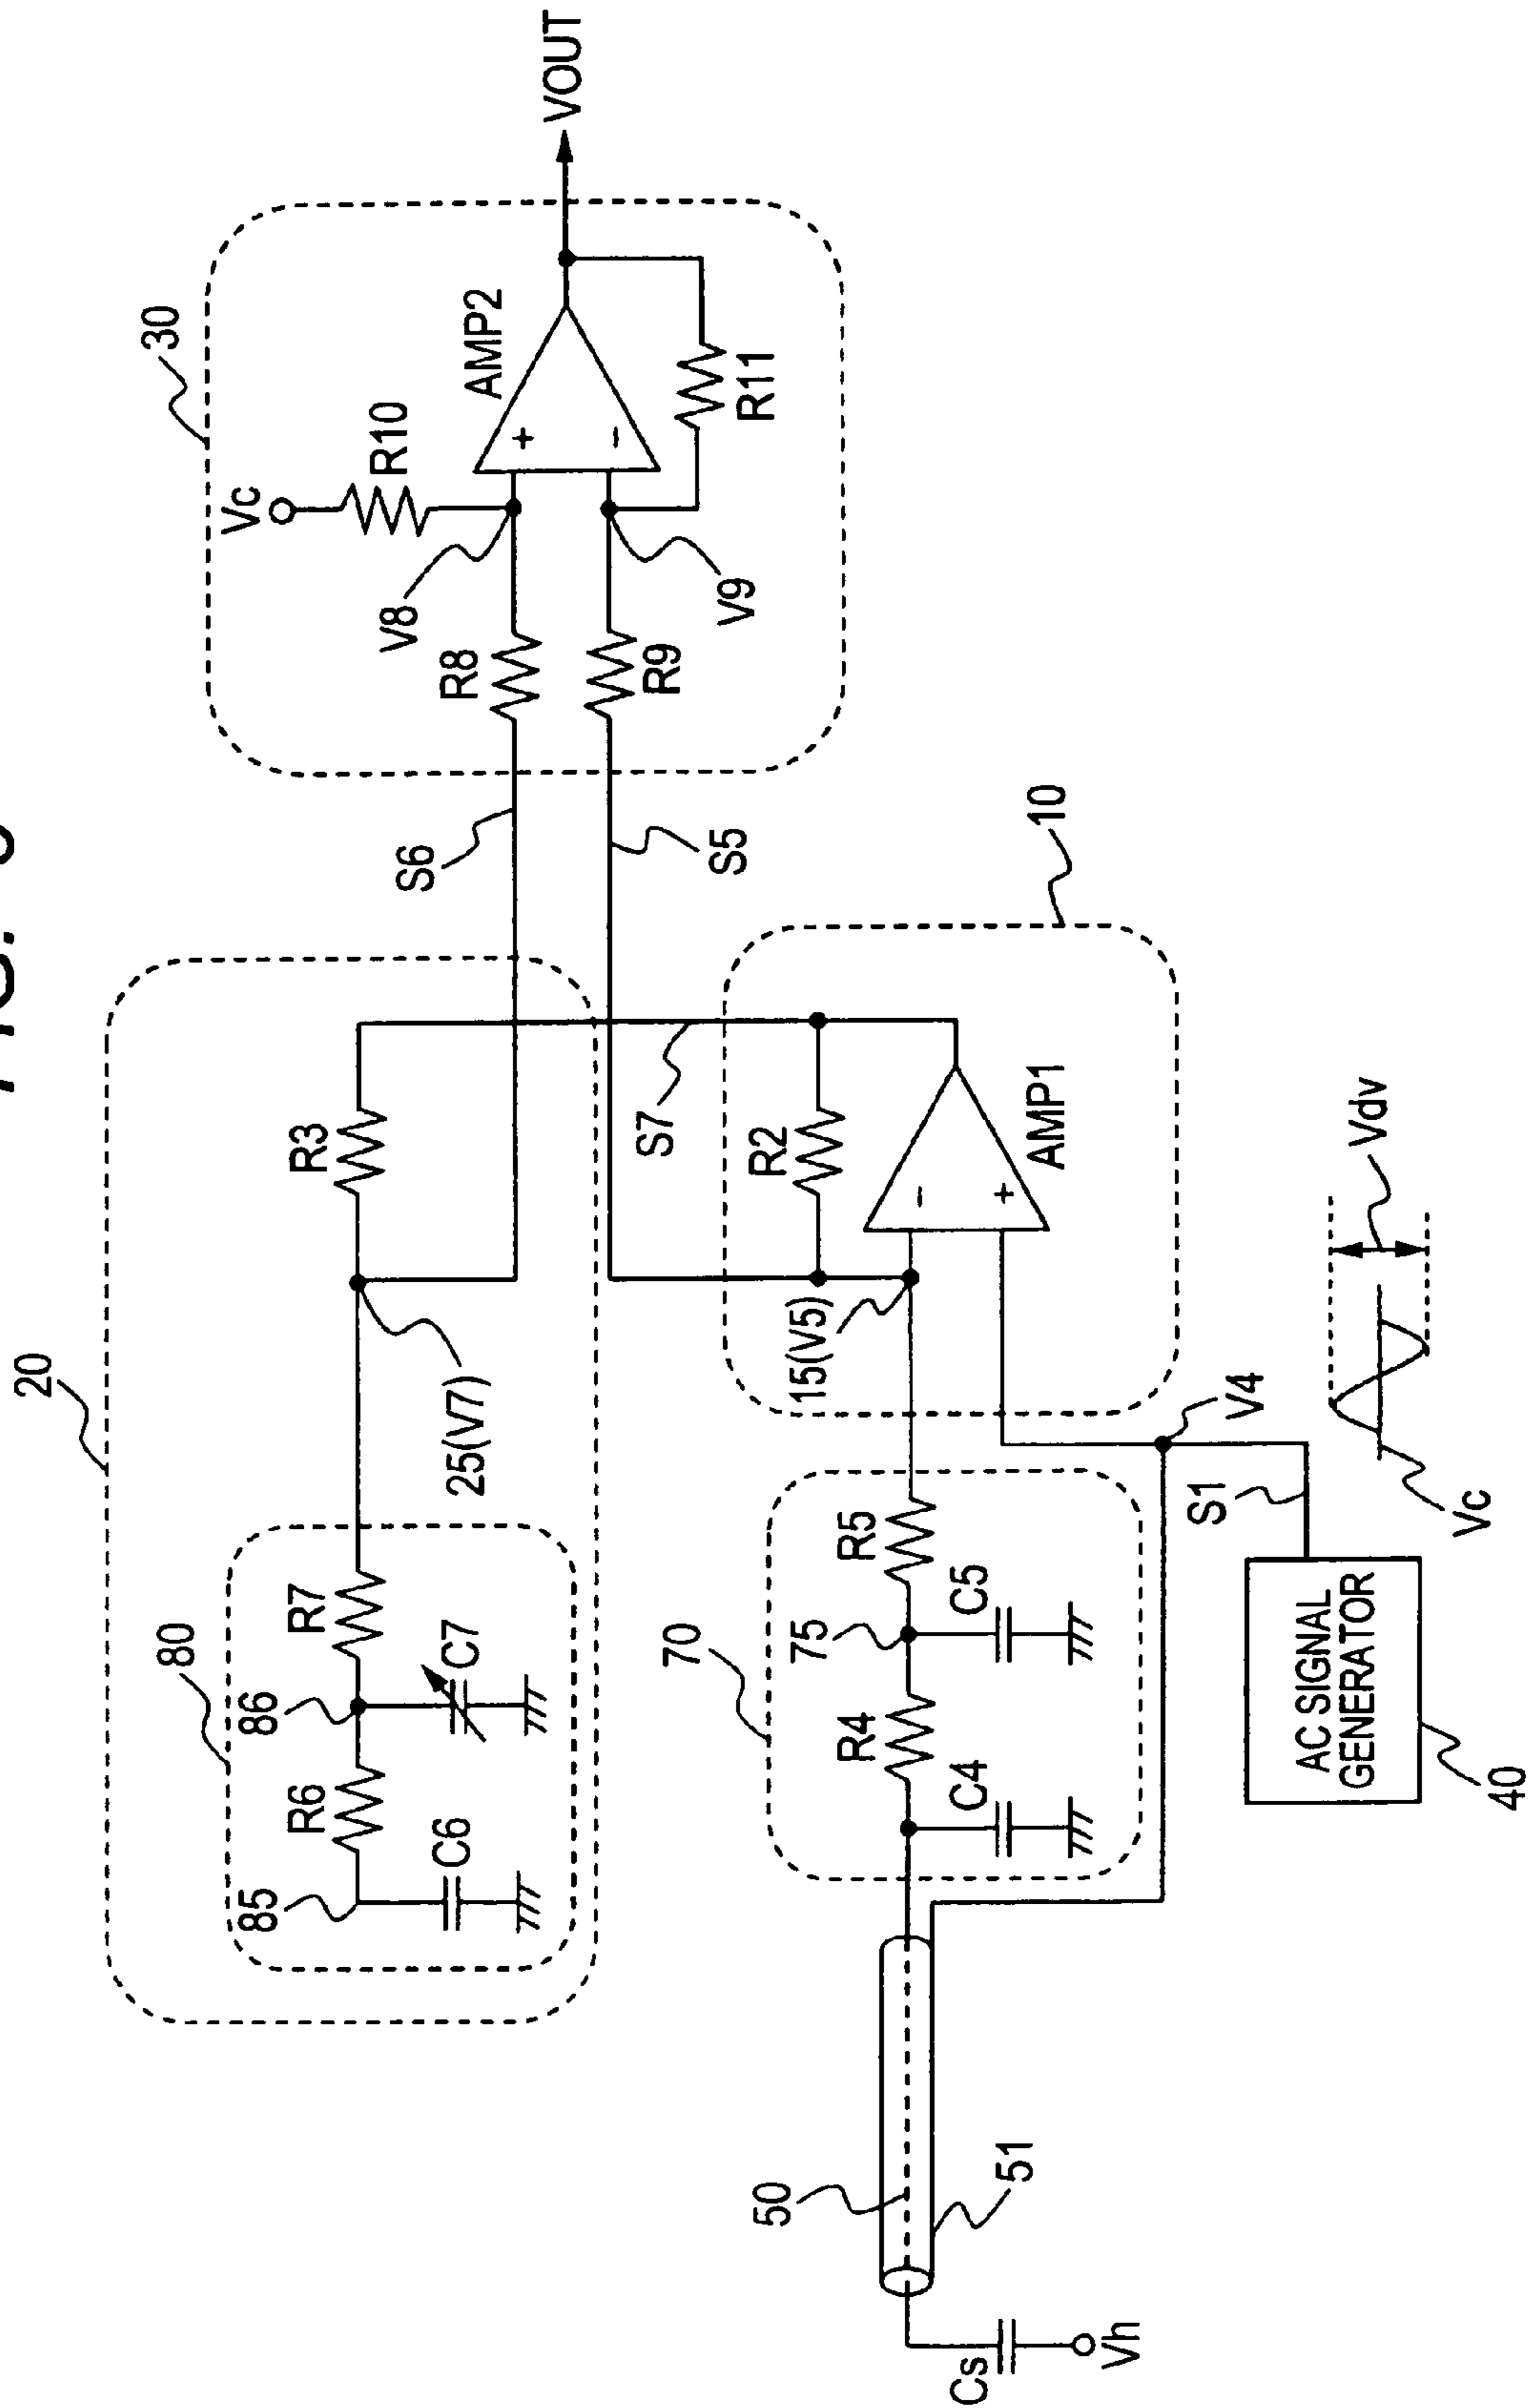 20
80
85
86
R6
R7
C6
C7
25(V7)
R3
S6
S5
S7
30
Vc
R10
V8
R8
R9
V9
AMP2
+
−
R11
VOUT
10
R2
15(V5)
−
+
AMP1
70
75
R4
R5
C4
C5
50
51
Cs
Vh
V4
S1
AC SIGNAL
GENERATOR
40
Vc
Vdv